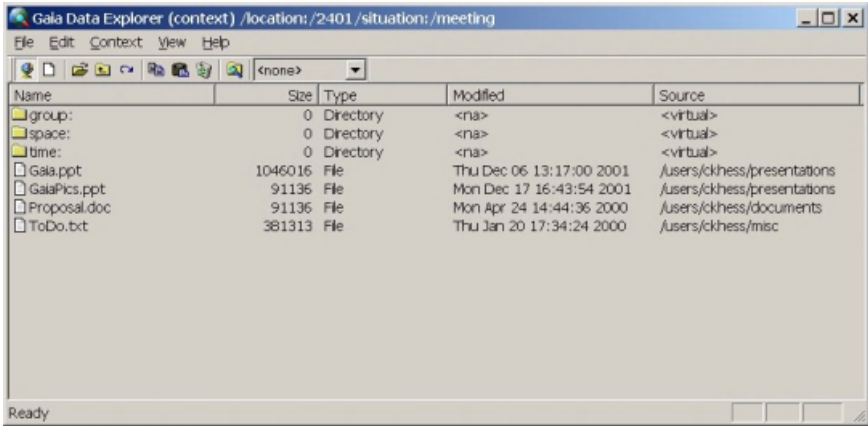 Gaia Data Explorer (context) /location:/2401/situation:/meeting
File Edit Context View Help
<none>
Name Size Type Modified Source
group: 0 Directory <na> <virtual>
space: 0 Directory <na> <virtual>
time: 0 Directory <na> <virtual>
Gaia.ppt 1046016 File Thu Dec 06 13:17:00 2001 /users/ckhess/presentations
GaiaPics.ppt 91136 File Mon Dec 17 16:43:54 2001 /users/ckhess/presentations
Proposal.doc 91136 File Mon Apr 24 14:44:36 2000 /users/ckhess/documents
ToDo.txt 381313 File Thu Jan 20 17:34:24 2000 /users/ckhess/misc
Ready